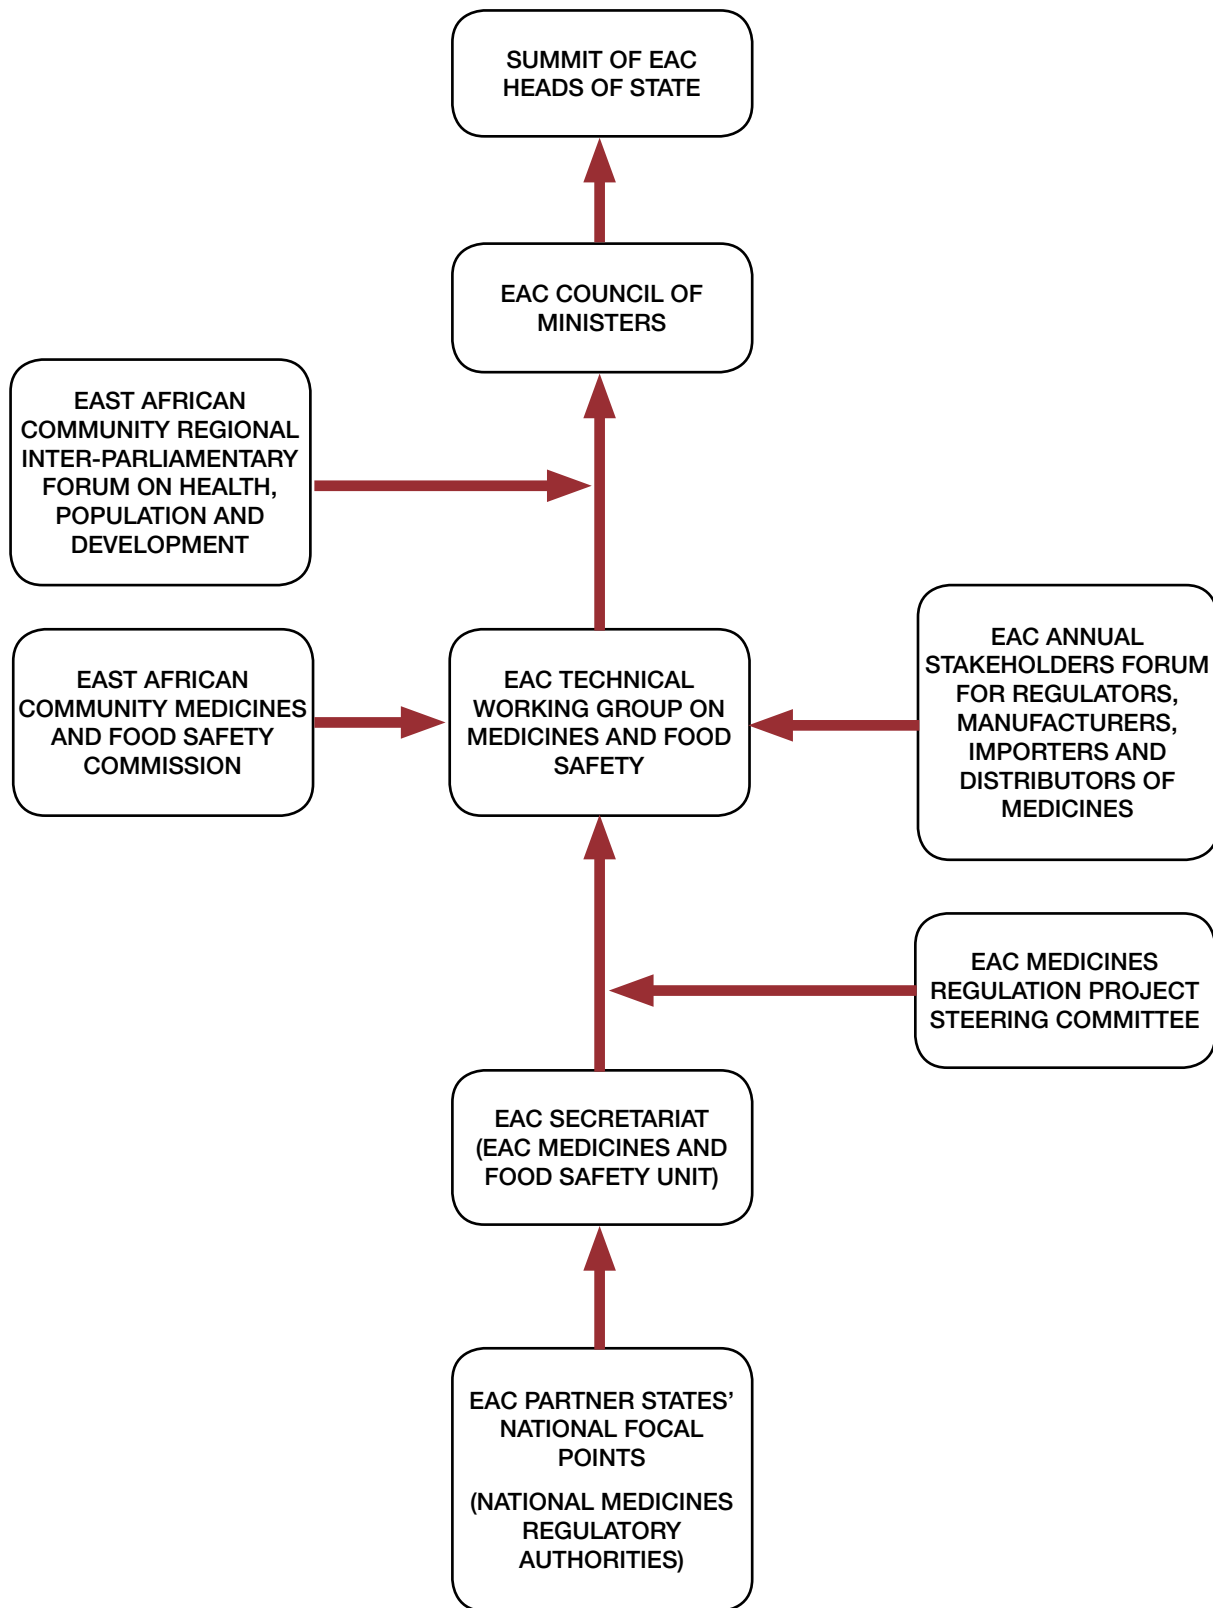 SUMMIT OF EAC
HEADS OF STATE
EAC COUNCIL OF
MINISTERS
EAST AFRICAN
COMMUNITY REGIONAL
INTER-PARLIAMENTARY
FORUM ON HEALTH,
POPULATION AND
DEVELOPMENT
EAST AFRICAN
COMMUNITY MEDICINES
AND FOOD SAFETY
COMMISSION
EAC TECHNICAL
WORKING GROUP ON
MEDICINES AND FOOD
SAFETY
EAC ANNUAL
STAKEHOLDERS FORUM
FOR REGULATORS,
MANUFACTURERS,
IMPORTERS AND
DISTRIBUTORS OF
MEDICINES
EAC MEDICINES
REGULATION PROJECT
STEERING COMMITTEE
EAC SECRETARIAT
(EAC MEDICINES AND
FOOD SAFETY UNIT)
EAC PARTNER STATES’
NATIONAL FOCAL
POINTS
(NATIONAL MEDICINES
REGULATORY
AUTHORITIES)